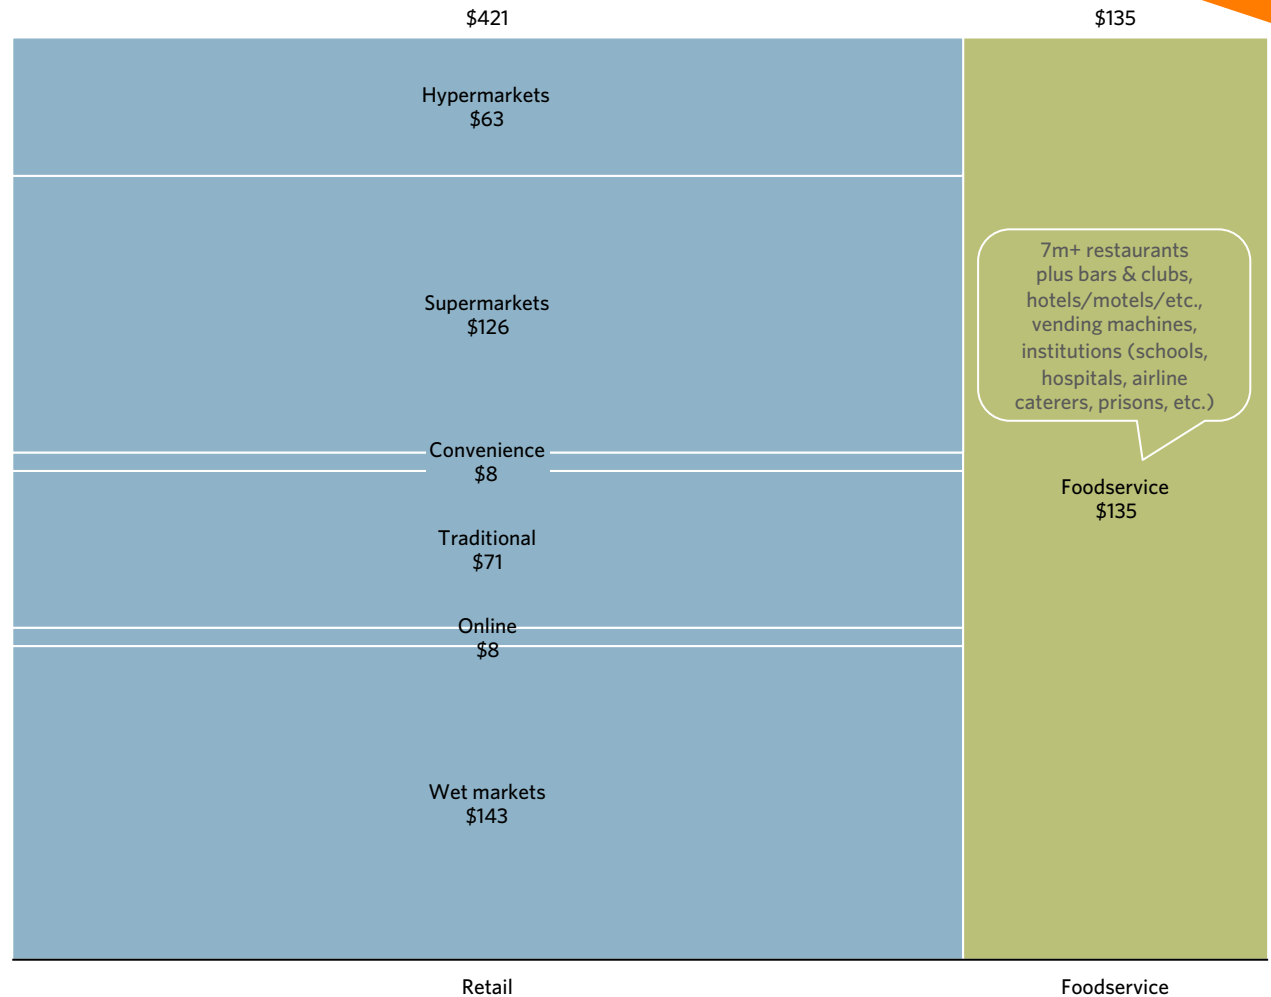 $421
$135
Hypermarkets
$63
Supermarkets
$126
Convenience
$8
Traditional
$71
Online
$8
Wet markets
$143
7m+ restaurants
plus bars & clubs,
hotels/motels/etc.,
vending machines,
institutions (schools,
hospitals, airline
caterers, prisons, etc.)
Foodservice
$135
Retail
Foodservice